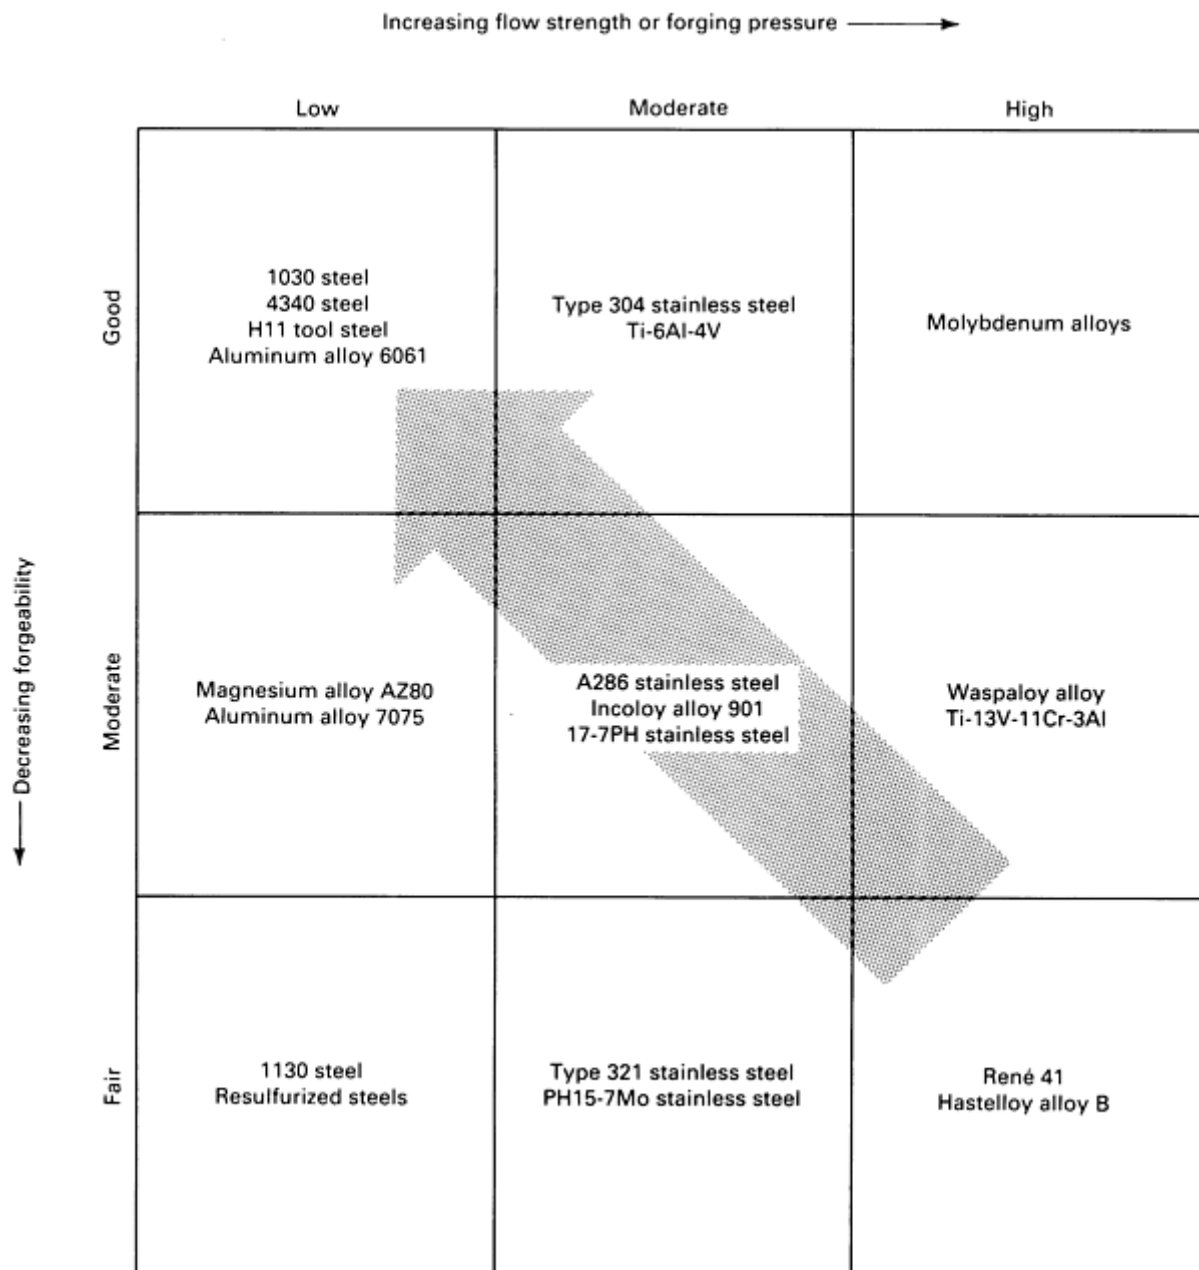 Increasing flow strength or forging pressure
Low
Moderate
High
Good
1030 steel
4340 steel
H11 tool steel
Aluminum alloy 6061
Type 304 stainless steel
Ti-6Al-4V
Molybdenum alloys
Decreasing forgeability
Moderate
Magnesium alloy AZ80
Aluminum alloy 7075
A286 stainless steel
Incoloy alloy 901
17-7PH stainless steel
Waspaloy alloy
Ti-13V-11Cr-3Al
Fair
1130 steel
Resulfurized steels
Type 321 stainless steel
PH15-7Mo stainless steel
René 41
Hastelloy alloy B